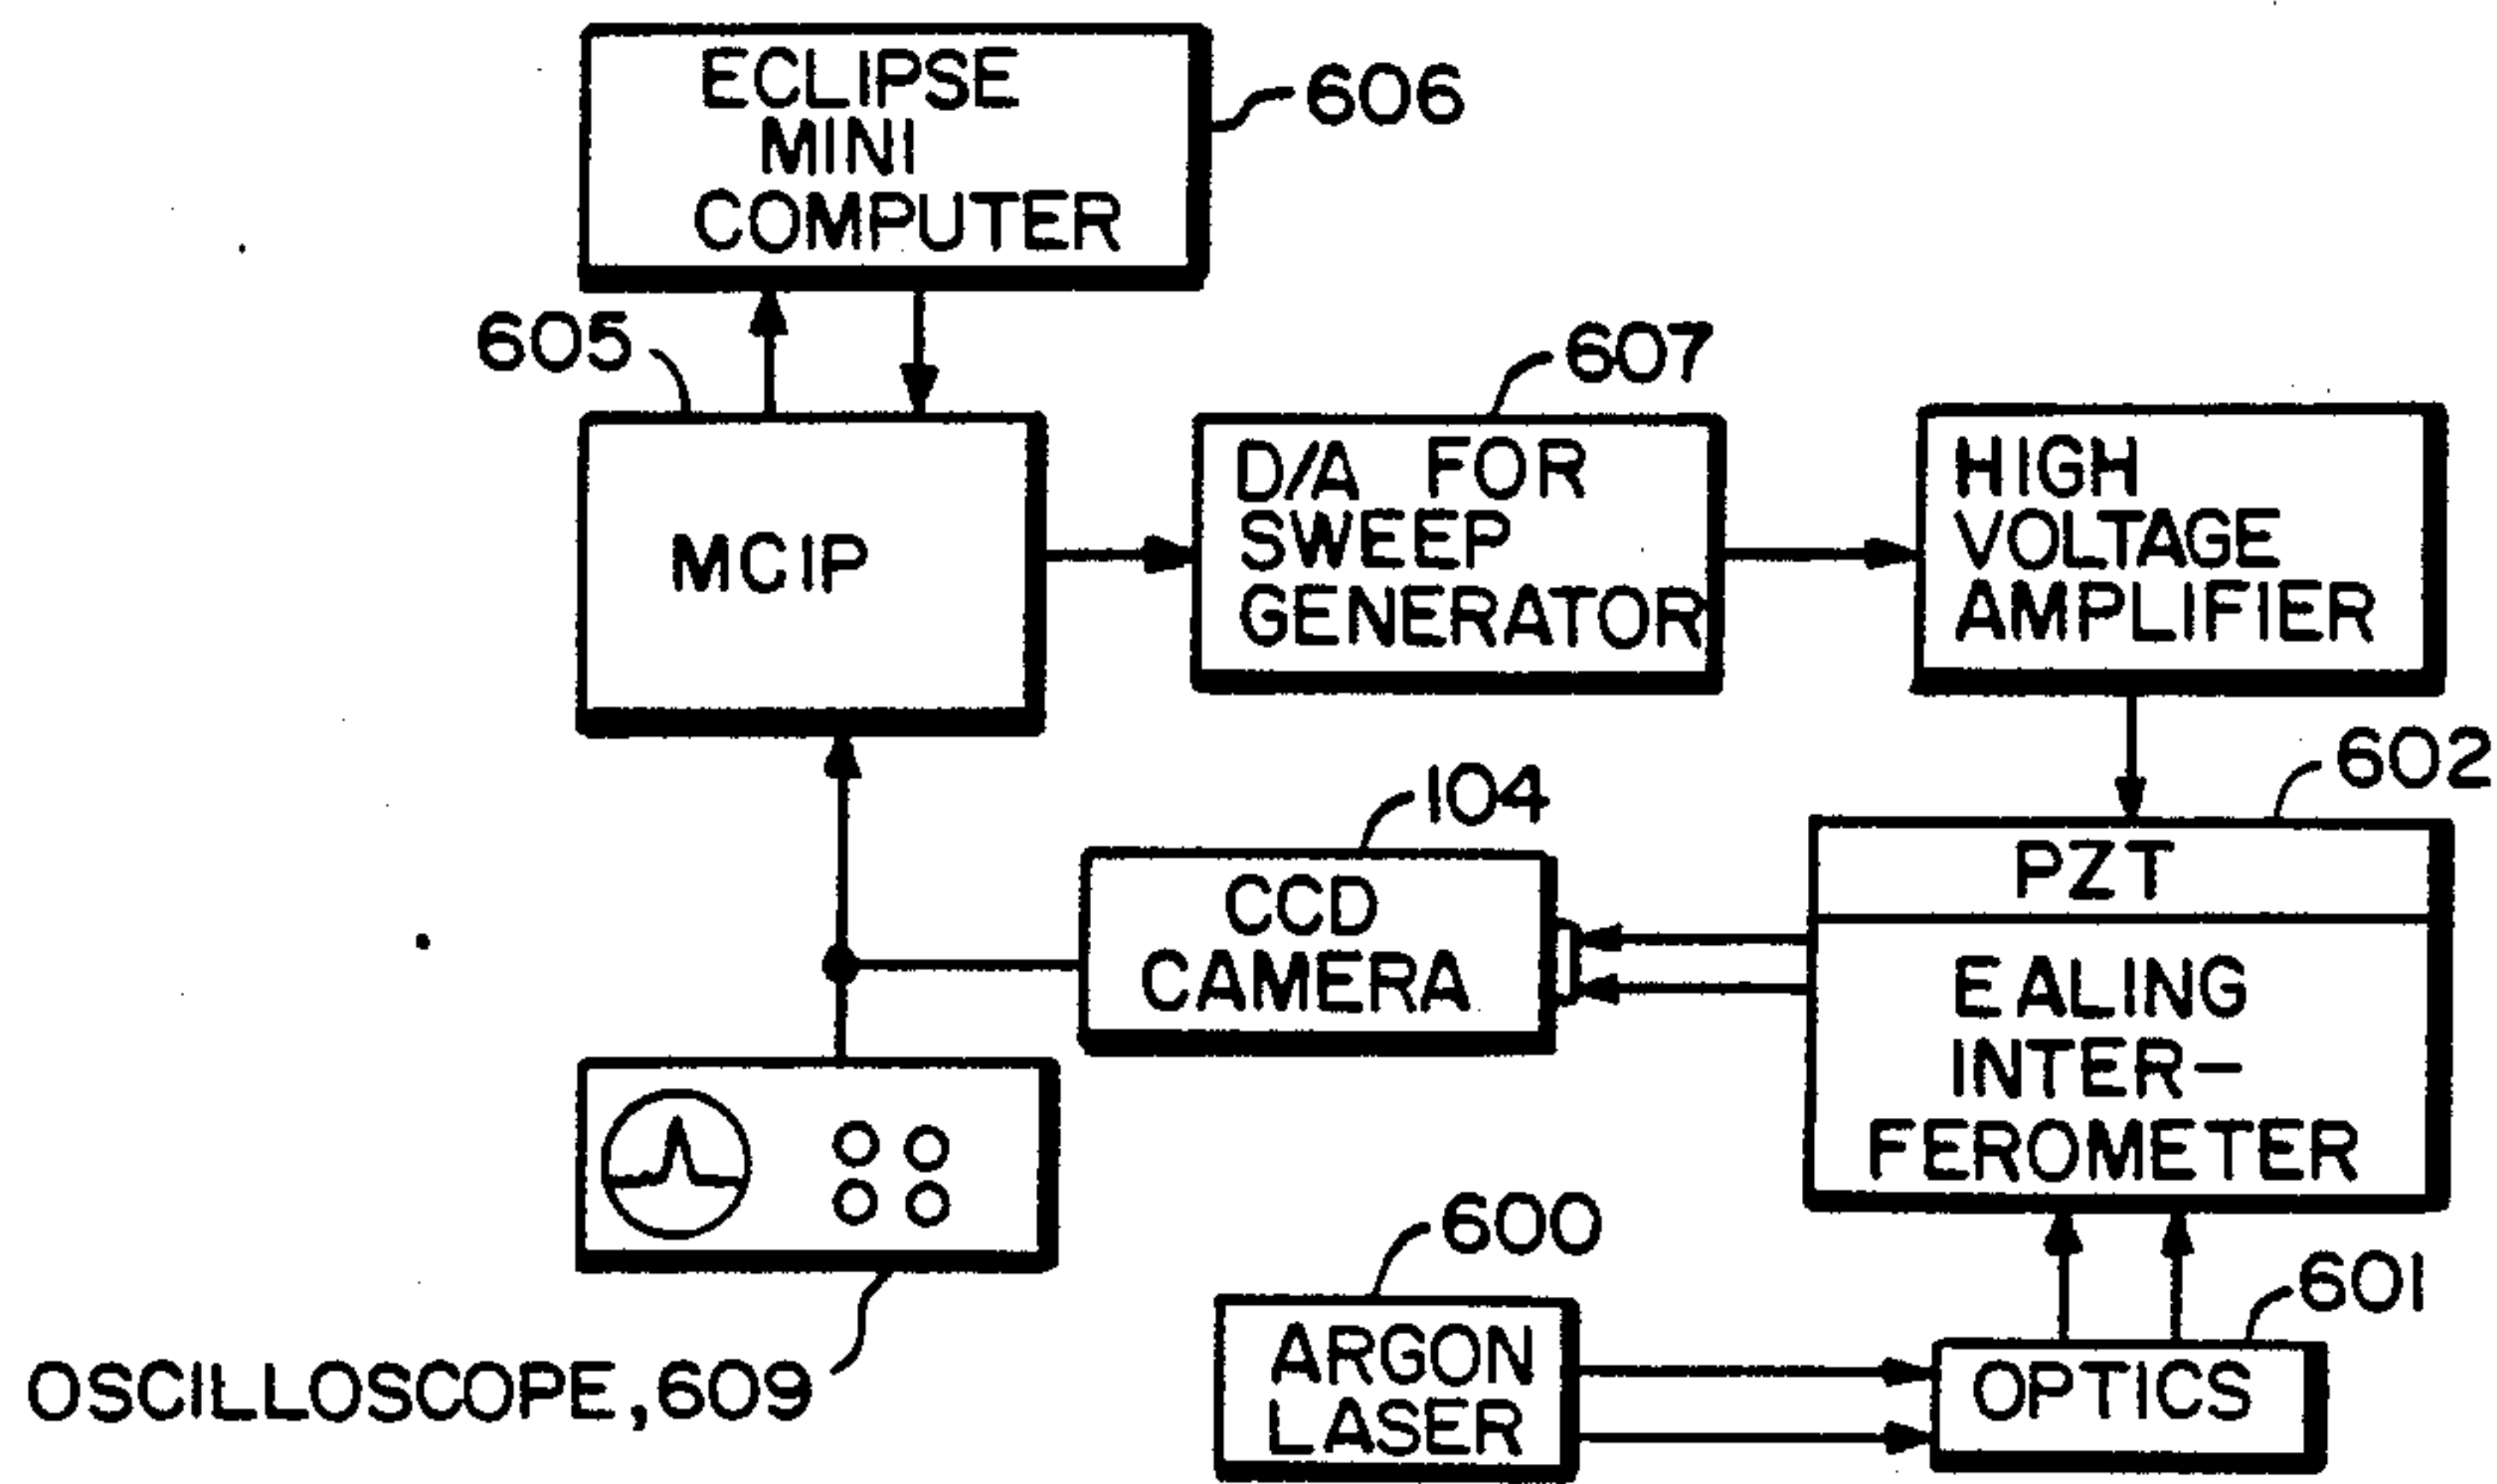 ECLIPSE
MINI
COMPUTER
606
605
607
MCIP
D/A FOR
SWEEP
GENERATOR
HIGH
VOLTAGE
AMPLIFIER
602
104
PZT
CCD
CAMERA
EALING
INTER-
FEROMETER
600
601
ARGON
LASER
OPTICS
OSCILLOSCOPE,609